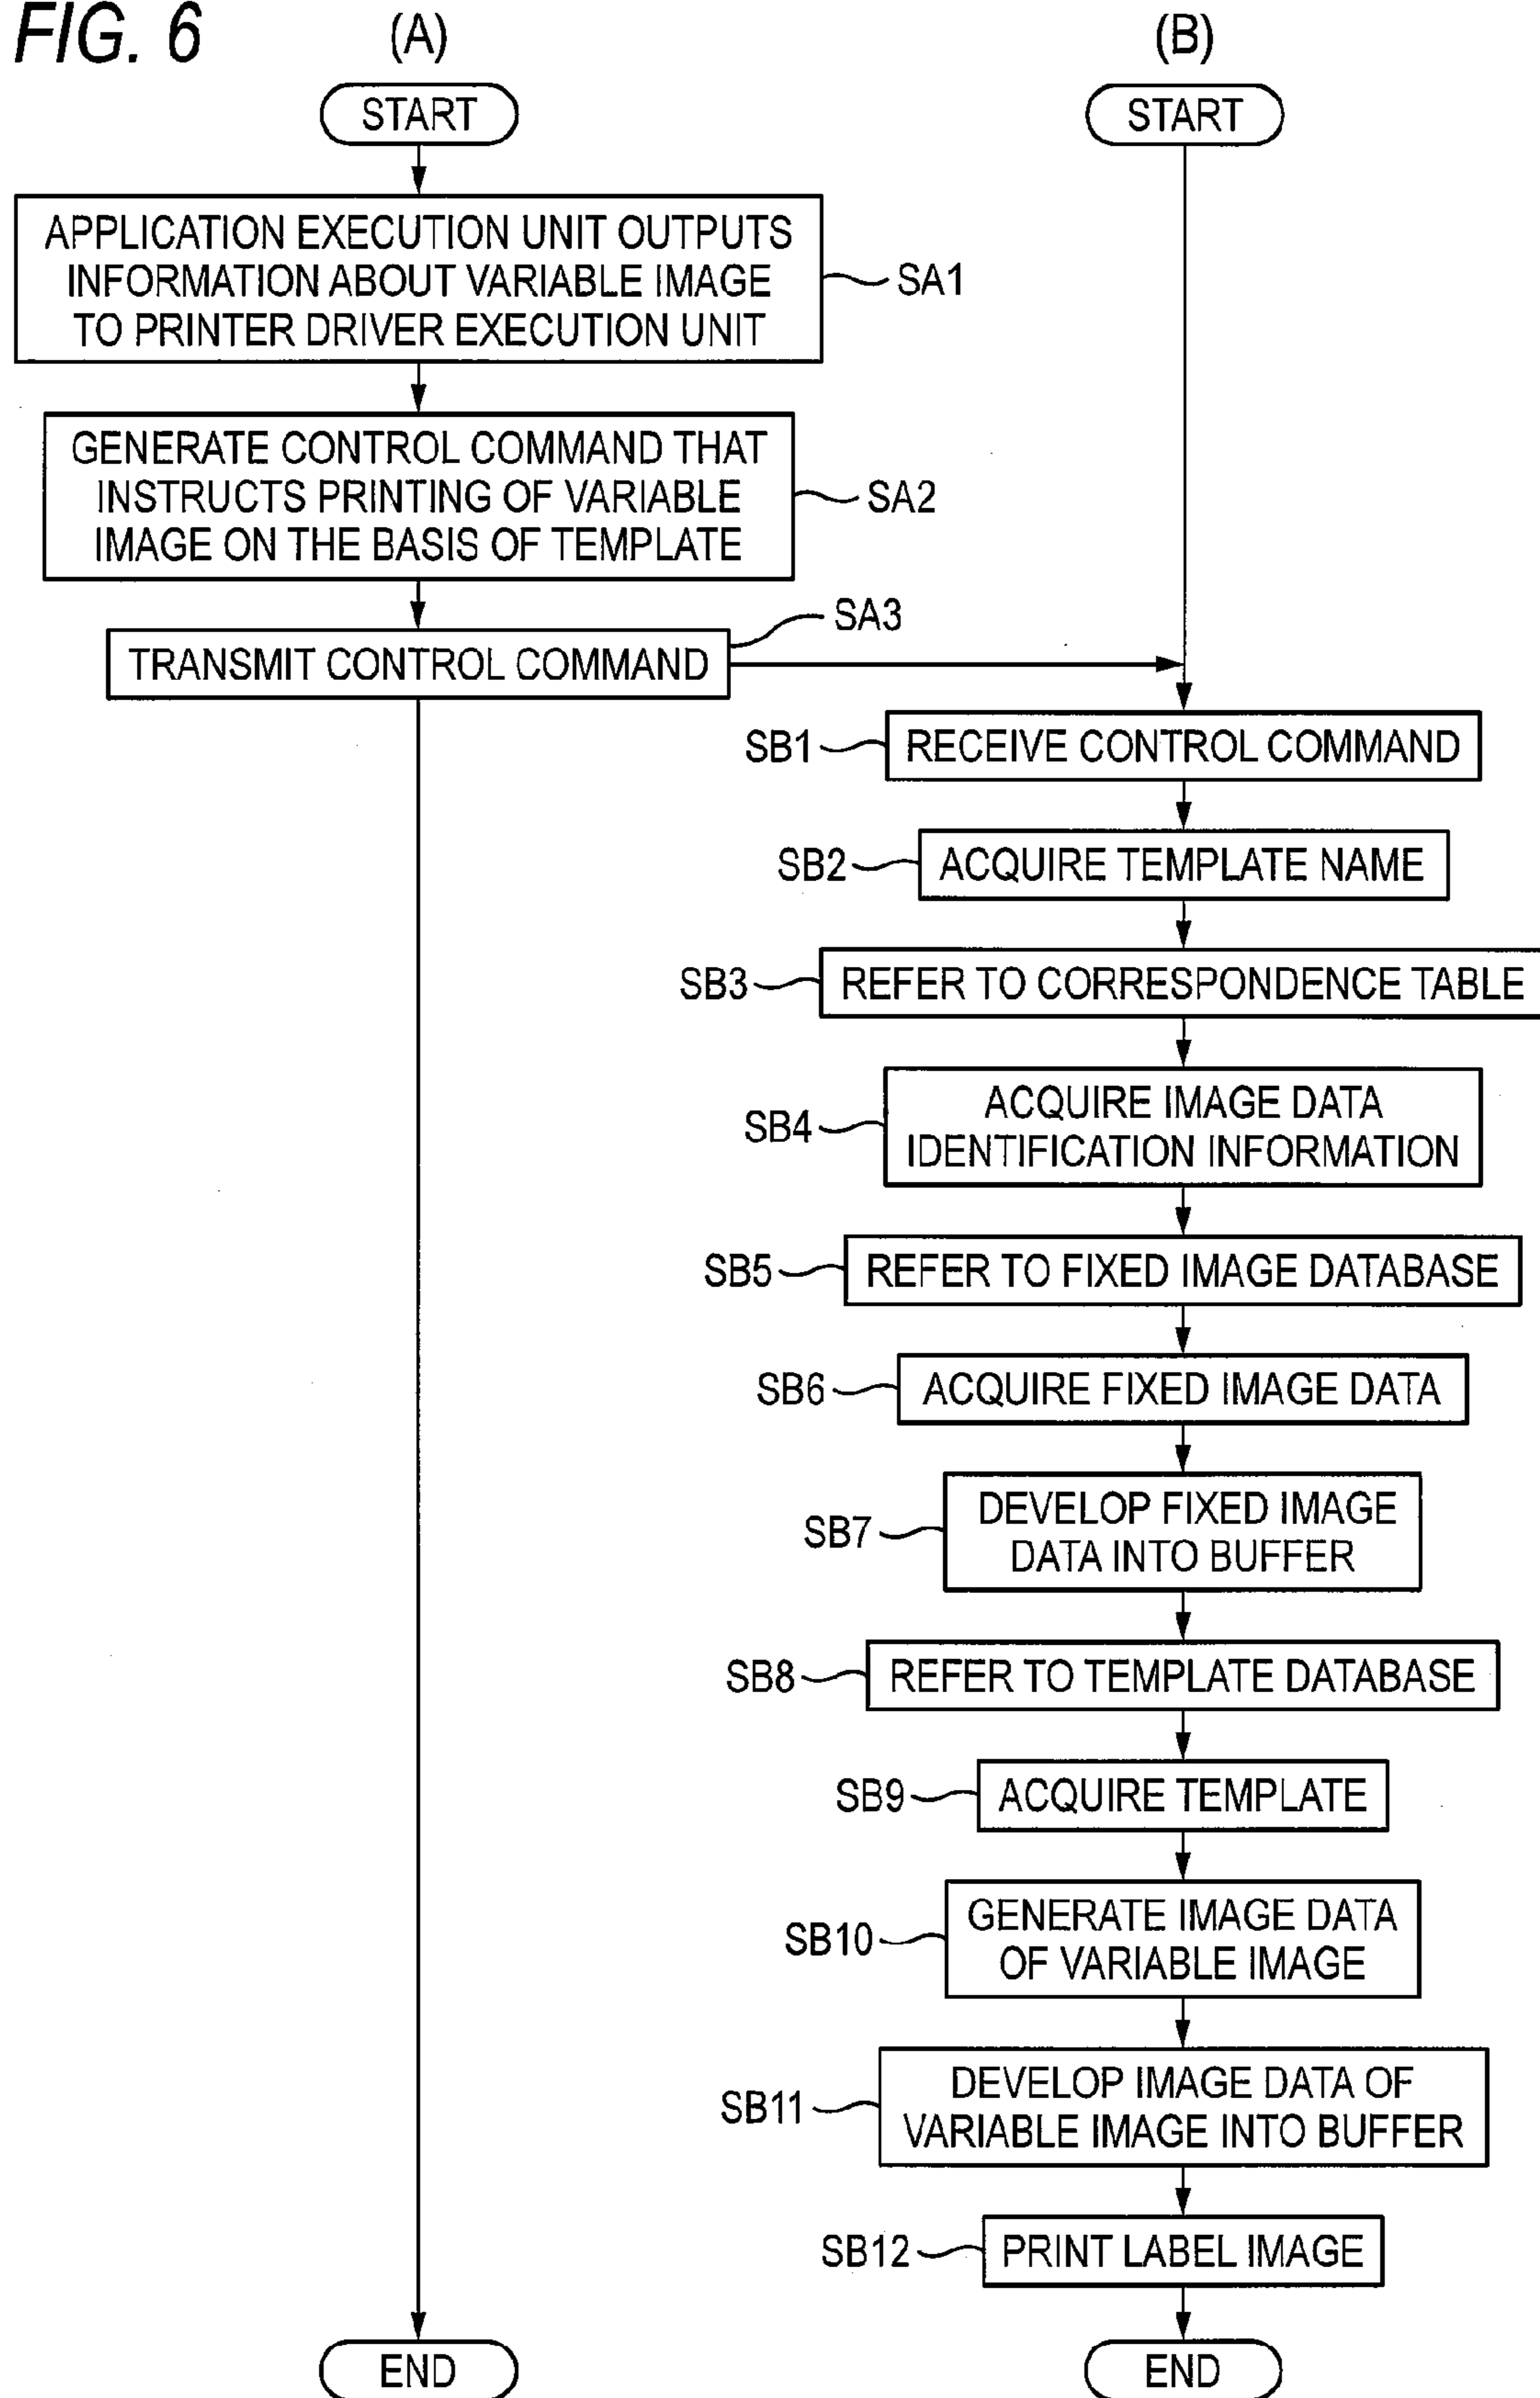 FIG. 6
(A)
(B)
START
START
APPLICATION EXECUTION UNIT OUTPUTS
INFORMATION ABOUT VARIABLE IMAGE
TO PRINTER DRIVER EXECUTION UNIT
SA1
GENERATE CONTROL COMMAND THAT
INSTRUCTS PRINTING OF VARIABLE
IMAGE ON THE BASIS OF TEMPLATE
SA2
SA3
TRANSMIT CONTROL COMMAND
SB1
RECEIVE CONTROL COMMAND
SB2
ACQUIRE TEMPLATE NAME
SB3
REFER TO CORRESPONDENCE TABLE
SB4
ACQUIRE IMAGE DATA
IDENTIFICATION INFORMATION
SB5
REFER TO FIXED IMAGE DATABASE
SB6
ACQUIRE FIXED IMAGE DATA
SB7
DEVELOP FIXED IMAGE
DATA INTO BUFFER
SB8
REFER TO TEMPLATE DATABASE
SB9
ACQUIRE TEMPLATE
SB10
GENERATE IMAGE DATA
OF VARIABLE IMAGE
SB11
DEVELOP IMAGE DATA OF
VARIABLE IMAGE INTO BUFFER
SB12
PRINT LABEL IMAGE
END
END